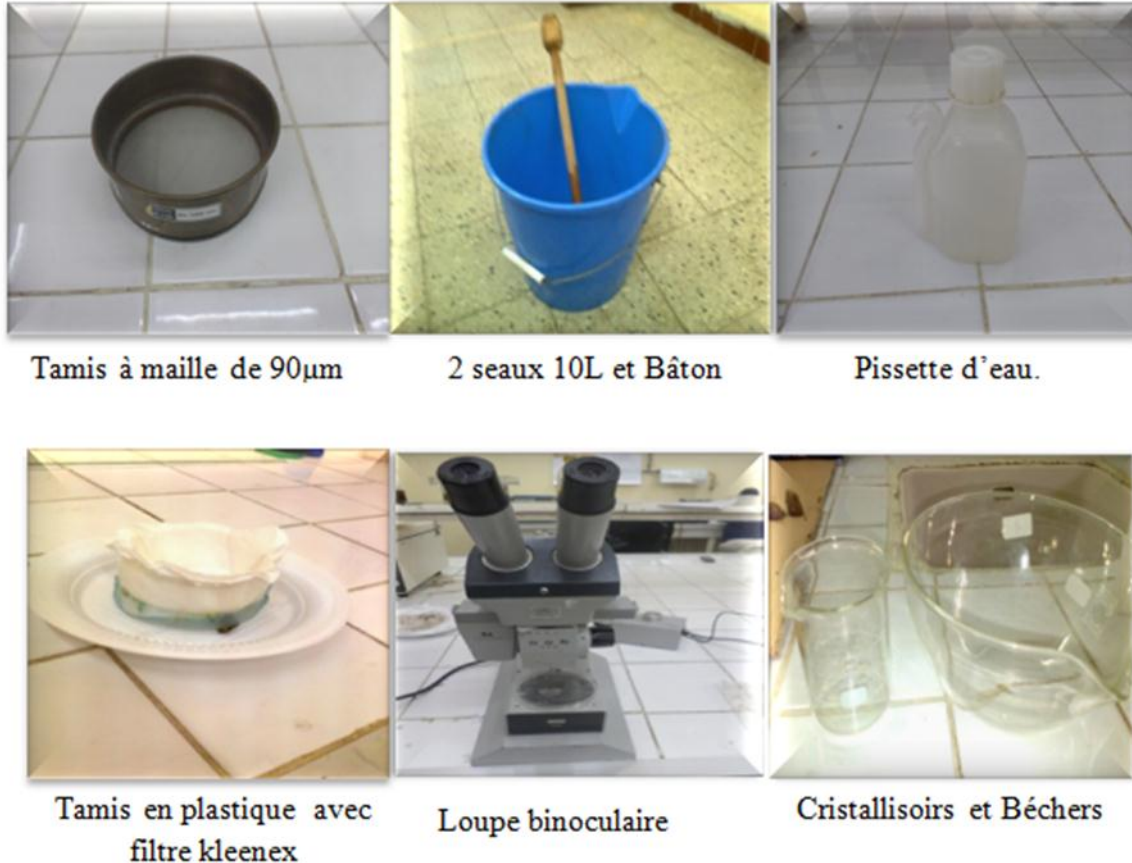 Tamis à maille de 90µm
2 seaux 10L et Bâton
Pissette d'eau.
Tamis en plastique avec
filtre kleenex
Loupe binoculaire
Cristallisoirs et Béchers